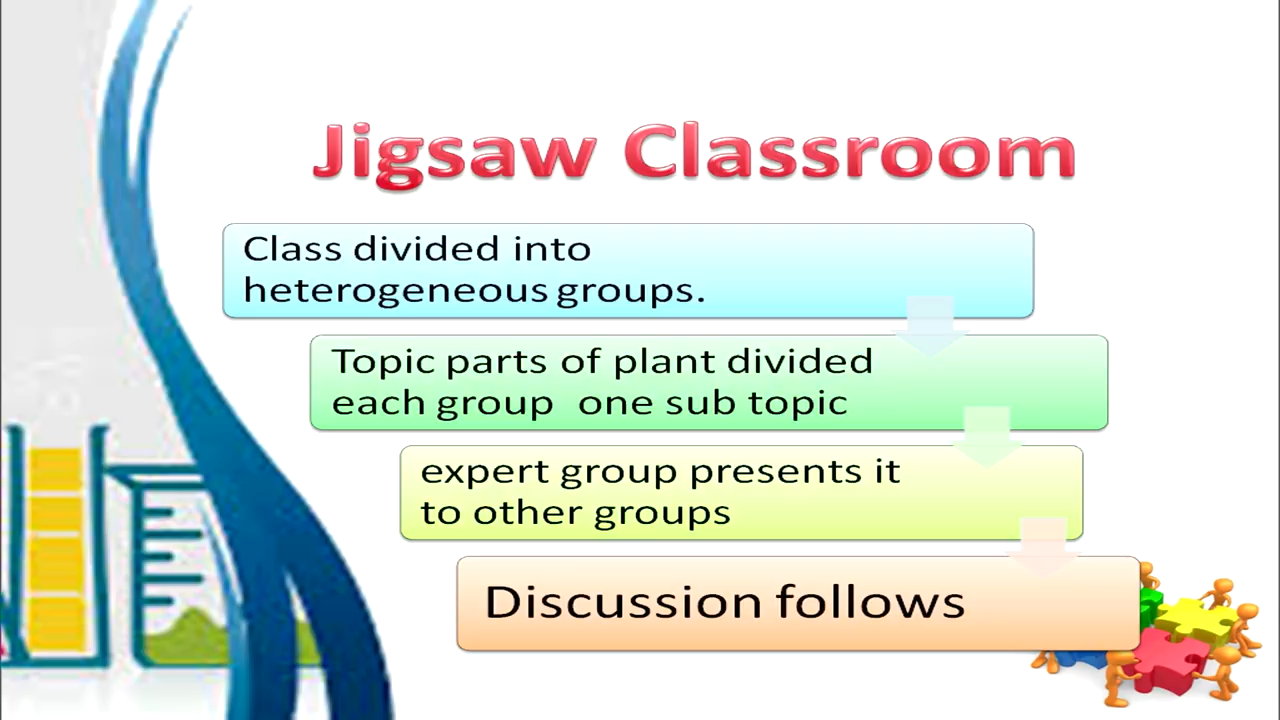 Jigsaw Classroom
Class divided into
heterogeneous groups.
Topic parts of plant divided
each group one sub topic
expert group presents it
to other groups
Discussion follows